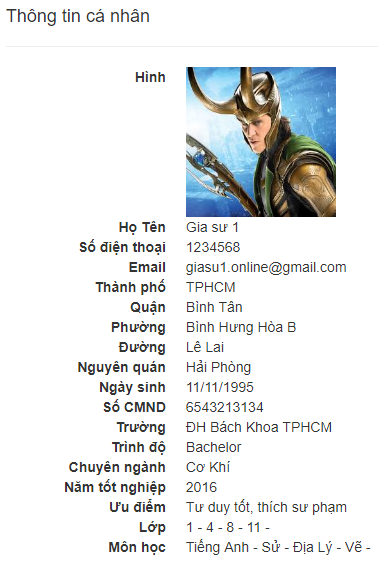 Thông tin cá nhân
Hình
Họ Tên Gia sư 1
Số điện thoại 1234568
Email giasu1.online@gmail.com
Thành phố TPHCM
Quận Bình Tân
Phường Bình Hưng Hòa B
Đường Lê Lai
Nguyên quán Hải Phòng
Ngày sinh 11/11/1995
Số CMND 6543213134
Trường ĐH Bách Khoa TPHCM
Trình độ Bachelor
Chuyên ngành Cơ Khí
Năm tốt nghiệp 2016
Ưu điểm Tư duy tốt, thích sư phạm
Lớp 1 - 4 - 8 - 11 -
Môn học Tiếng Anh - Sử - Địa Lý - Vẽ -